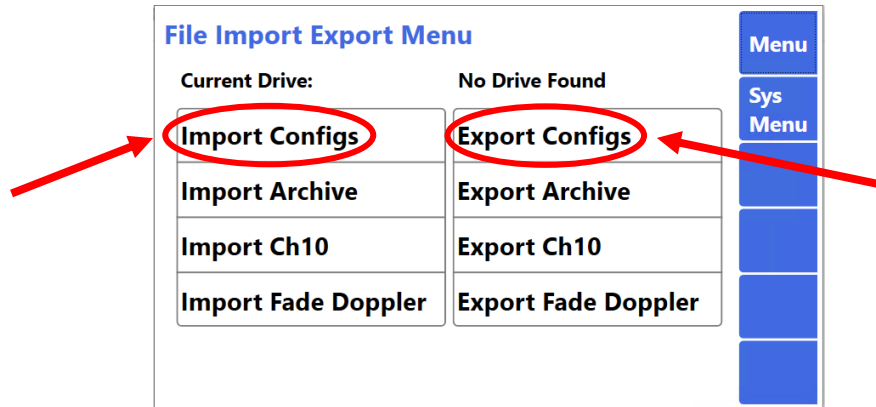 File Import Export Menu
Current Drive: No Drive Found
Import Configs Export Configs
Import Archive Export Archive
Import Ch10 Export Ch10
Import Fade Doppler Export Fade Doppler
Menu
Sys
Menu